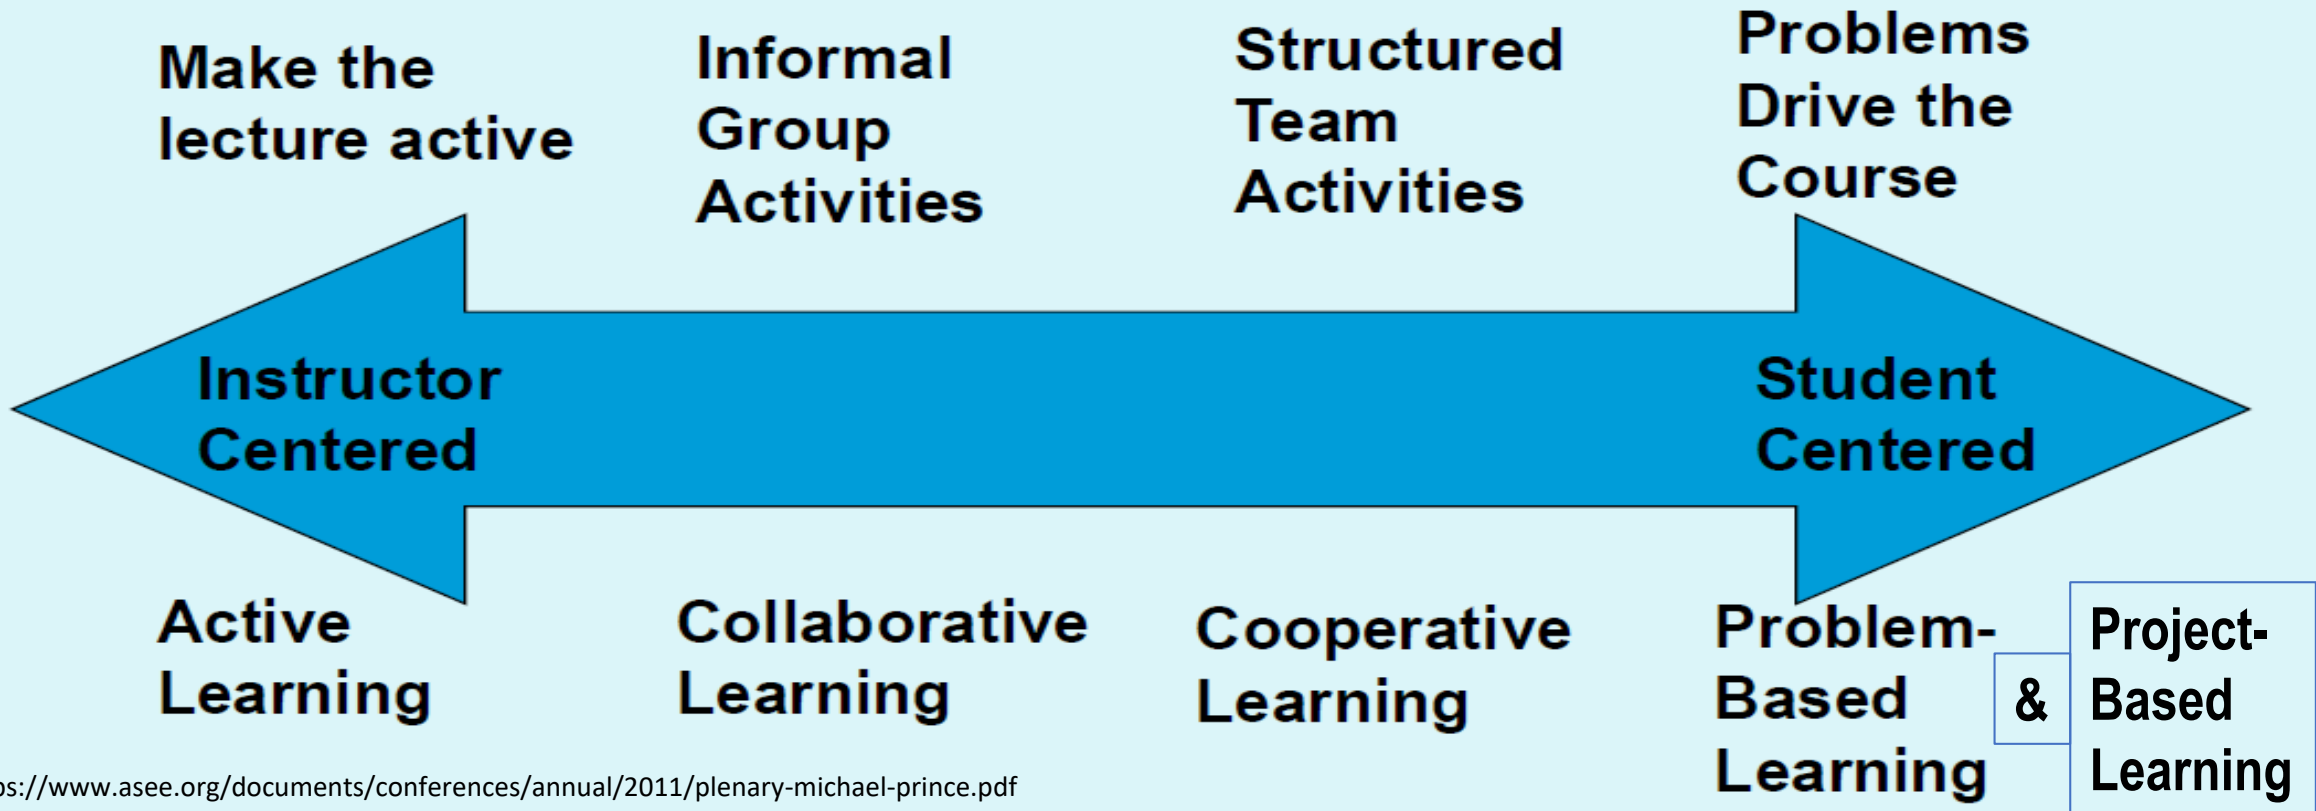 Make the
lecture active
Informal
Group
Activities
Structured
Team
Activities
Problems
Drive the
Course
Instructor
Centered
Student
Centered
Active
Learning
Collaborative
Learning
Cooperative
Learning
Problem-
Based
Learning
&
Project-
Based
Learning
ps://www.asee.org/documents/conferences/annual/2011/plenary-michael-prince.pdf